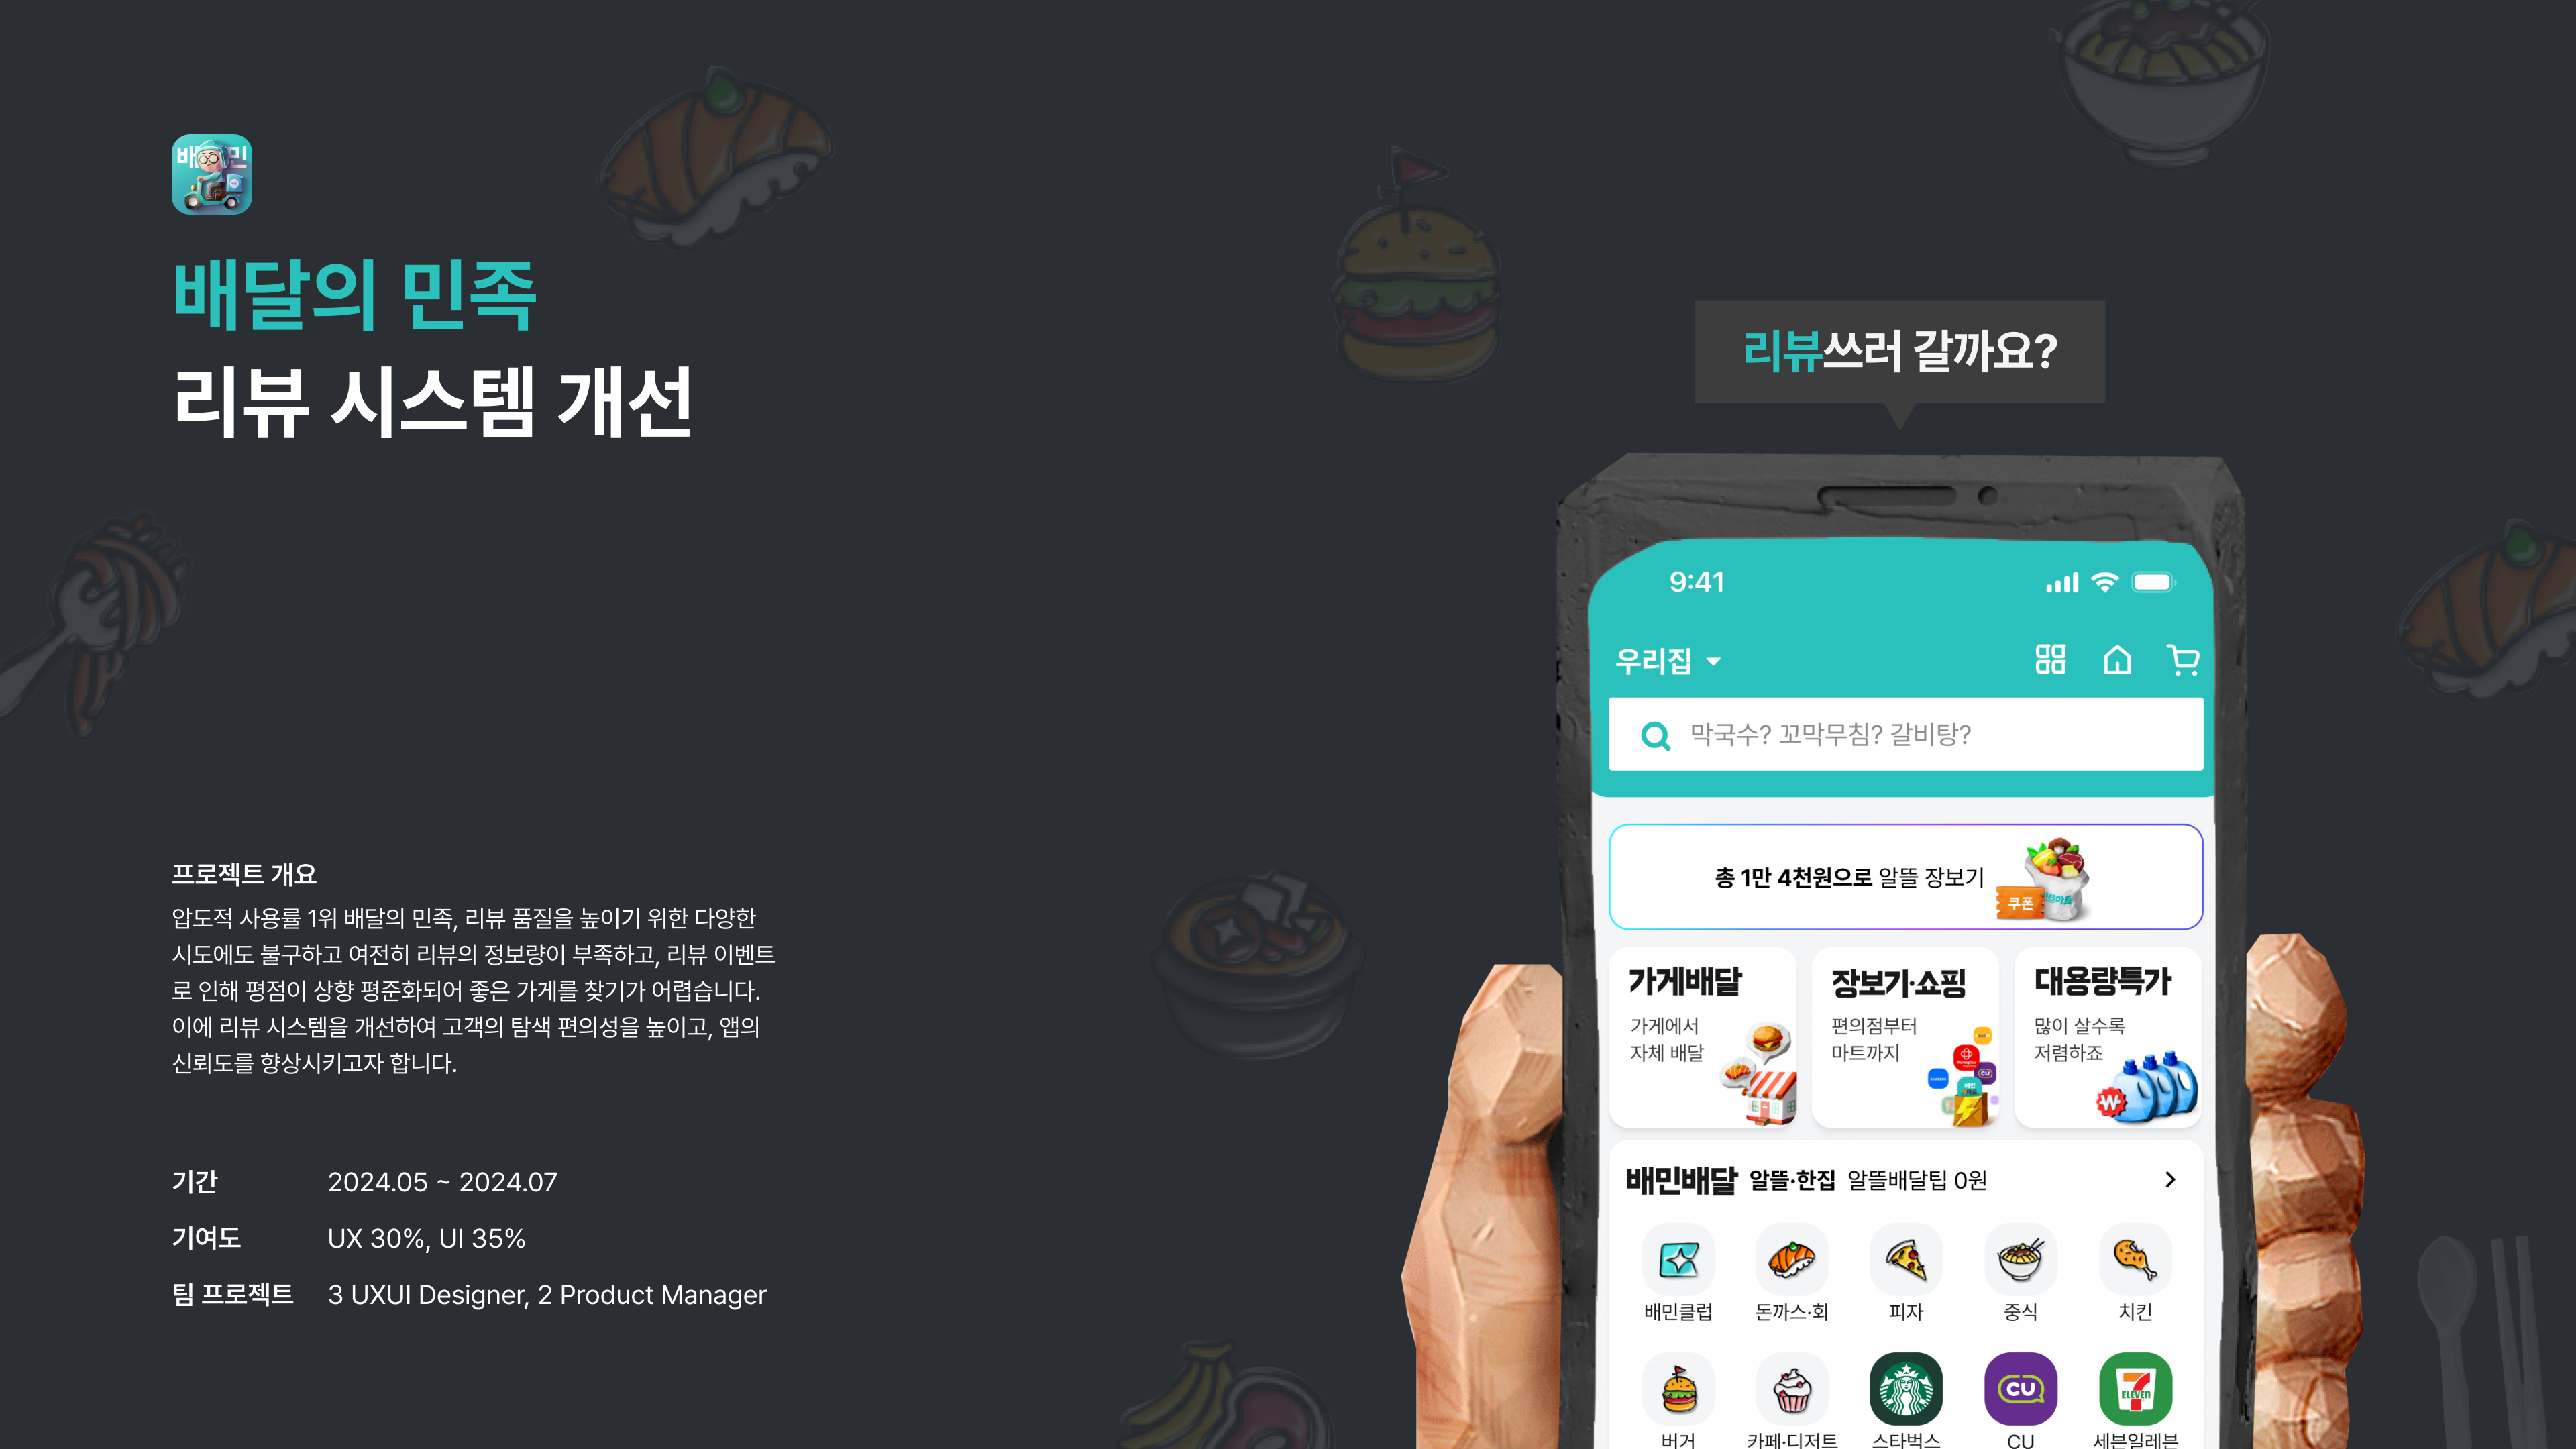 배달의 민족
리뷰 시스템 개선
프로젝트 개요
압도적 사용률 1위 배달의 민족, 리뷰 품질을 높이기 위한 다양한
시도에도 불구하고 여전히 리뷰의 정보량이 부족하고, 리뷰 이벤트
로 인해 평점이 상향 평준화되어 좋은 가게를 찾기가 어렵습니다.
이에 리뷰 시스템을 개선하여 고객의 탐색 편의성을 높이고, 앱의
신뢰도를 향상시키고자 합니다.
기간 2024.05 ~ 2024.07
기여도 UX 30%, UI 35%
팀 프로젝트 3 UXUI Designer, 2 Product Manager
리뷰쓰러 갈까요?
9:41
우리집
막국수? 꼬막무침? 갈비탕?
총 1만 4천원으로 알뜰 장보기
쿠폰
가게배달
가게에서
자체 배달
장보기·쇼핑
편의점부터
마트까지
CU
대용량특가
많이 살수록
저렴하죠
W
배민배달 알뜰·한집 알뜰배달팁 0원
배민클럽 돈까스·회 피자 중식 치킨
CU
7
ELEVEn
버거 카페·디저트 스타벅스 CU 세븐일레븐